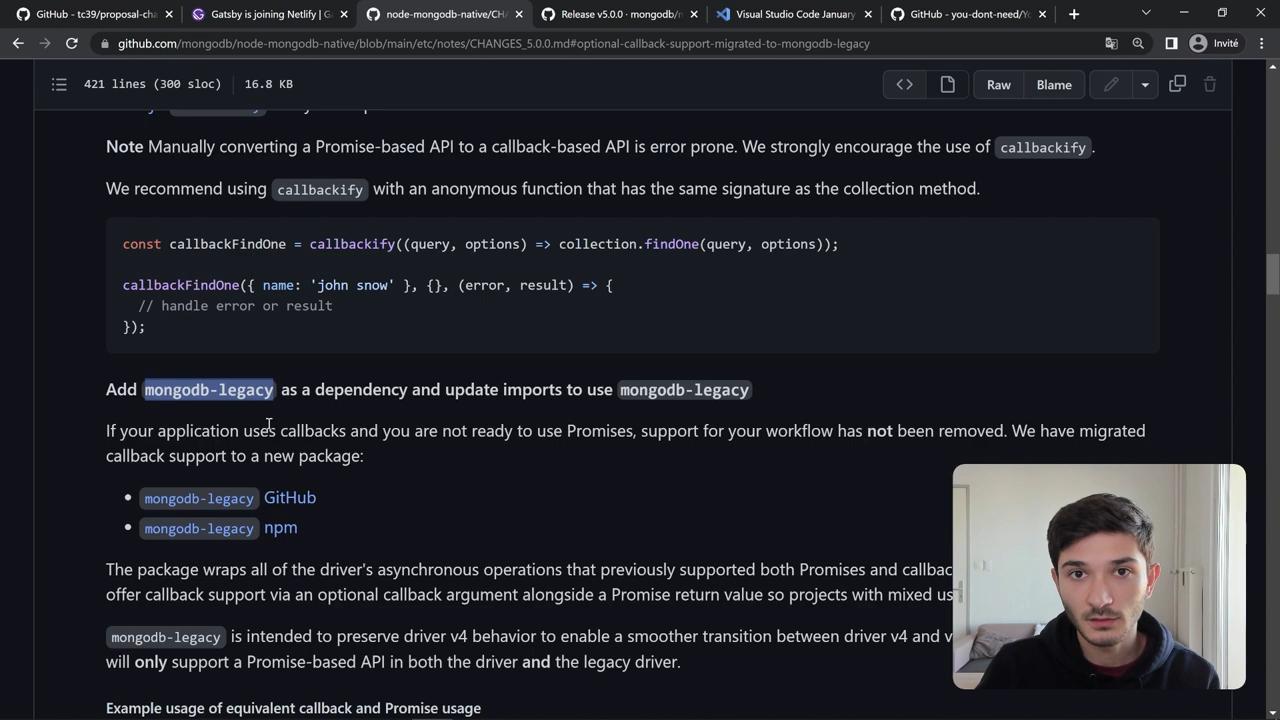 GitHub - tc39/proposal-cha
Gatsby is joining Netlify | G
node-mongodb-native/CH
Release v5.0.0 · mongodb/n
Visual Studio Code January
GitHub - you-dont-need/Yo
github.com/mongodb/node-mongodb-native/blob/main/etc/notes/CHANGES_5.0.0.md#optional-callback-support-migrated-to-mongodb-legacy
Invité
421 lines (300 sloc)
16.8 KB
Raw
Blame
Note Manually converting a Promise-based API to a callback-based API is error prone. We strongly encourage the use of callbackify.
We recommend using callbackify with an anonymous function that has the same signature as the collection method.
const callbackFindOne = callbackify((query, options) => collection.findOne(query, options));
callbackFindOne({ name: 'john snow' }, {}, (error, result) => {
// handle error or result
});
Add mongodb-legacy as a dependency and update imports to use mongodb-legacy
If your application uses callbacks and you are not ready to use Promises, support for your workflow has not been removed. We have migrated
callback support to a new package:
mongodb-legacy GitHub
mongodb-legacy npm
The package wraps all of the driver's asynchronous operations that previously supported both Promises and callbac
offer callback support via an optional callback argument alongside a Promise return value so projects with mixed us
mongodb-legacy is intended to preserve driver v4 behavior to enable a smoother transition between driver v4 and v
will only support a Promise-based API in both the driver and the legacy driver.
Example usage of equivalent callback and Promise usage